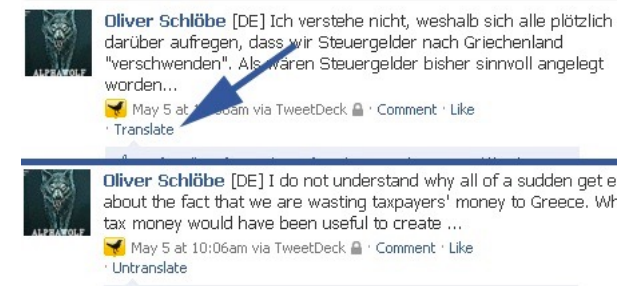 Oliver Schlöbe [DE] Ich verstehe nicht, weshalb sich alle plötzlich
darüber aufregen, dass wir Steuergelder nach Griechenland
"verschwenden". Als wären Steuergelder bisher sinnvoll angelegt
worden...
ALPHAWOLF
May 5 at via TweetDeck · Comment · Like
· Translate
Oliver Schlöbe [DE] I do not understand why all of a sudden get
about the fact that we are wasting taxpayers' money to Greece.
tax money would have been useful to create ...
ALPHAWOLF
May 5 at 10:06am via TweetDeck · Comment · Like
· Untranslate